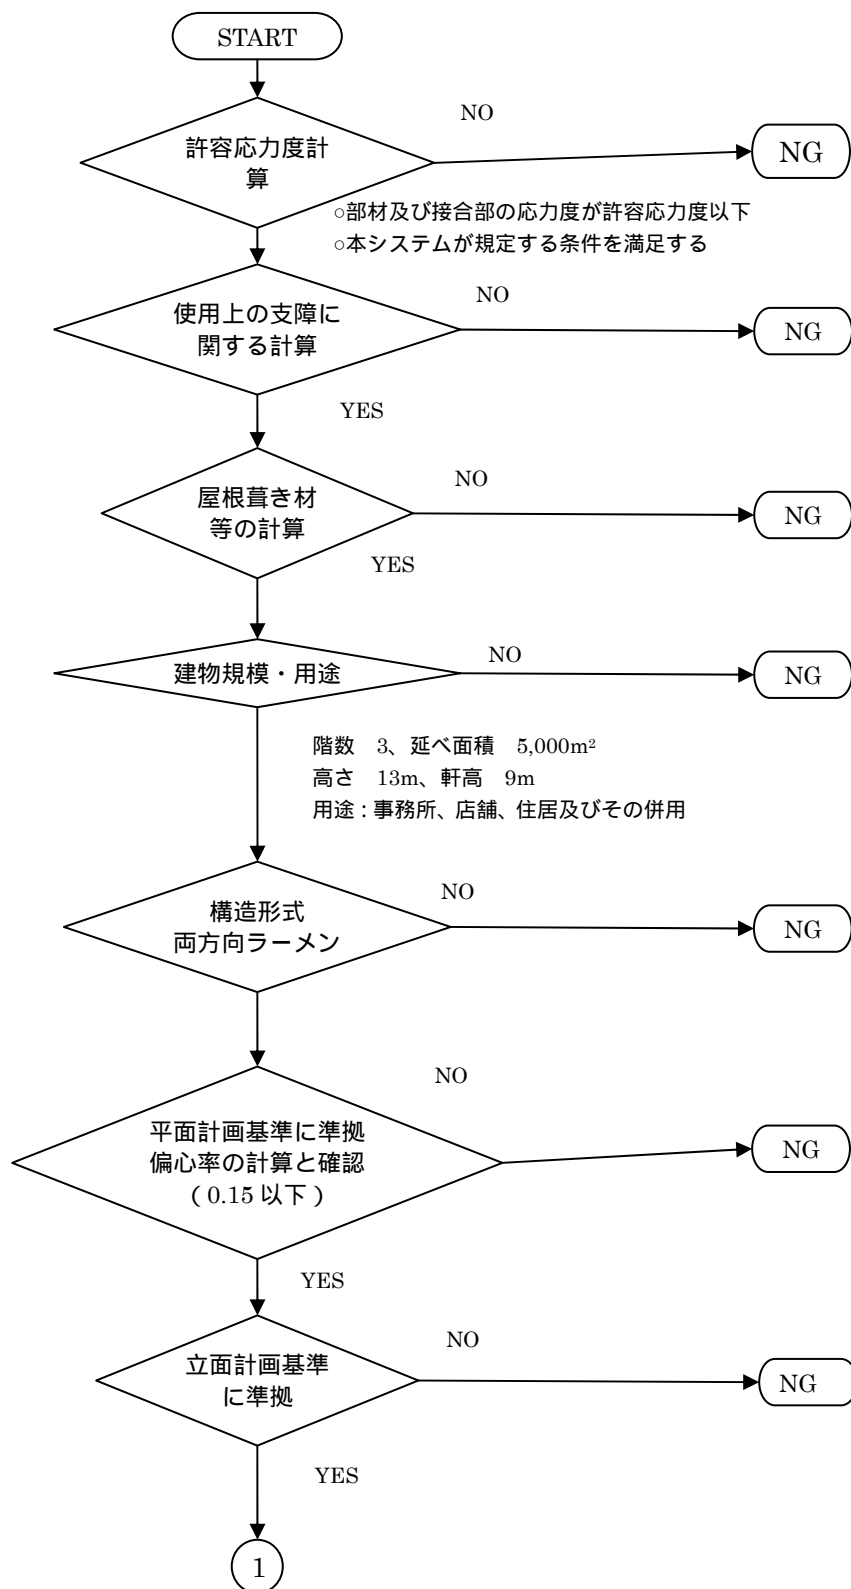 START
NO
許容応力度計
算
NG
○部材及び接合部の応力度が許容応力度以下
○本システムが規定する条件を満足する
NO
使用上の支障に
関する計算
NG
YES
NO
屋根葺き材
等の計算
NG
YES
NO
建物規模・用途
NG
階数　3、延べ面積　5,000m²
高さ　13m、軒高　9m
用途：事務所、店舗、住居及びその併用
NO
構造形式
両方向ラーメン
NG
NO
平面計画基準に準拠
偏心率の計算と確認
（0.15 以下）
NG
YES
NO
立面計画基準
に準拠
NG
YES
1